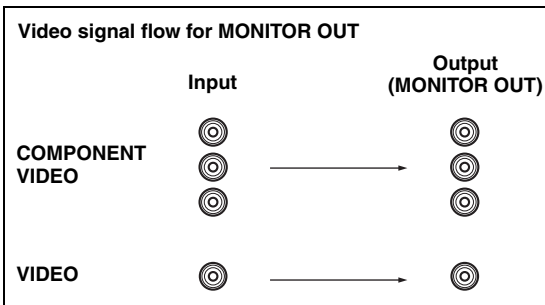 Video signal flow for MONITOR OUT
Input
Output
(MONITOR OUT)
COMPONENT
VIDEO
VIDEO